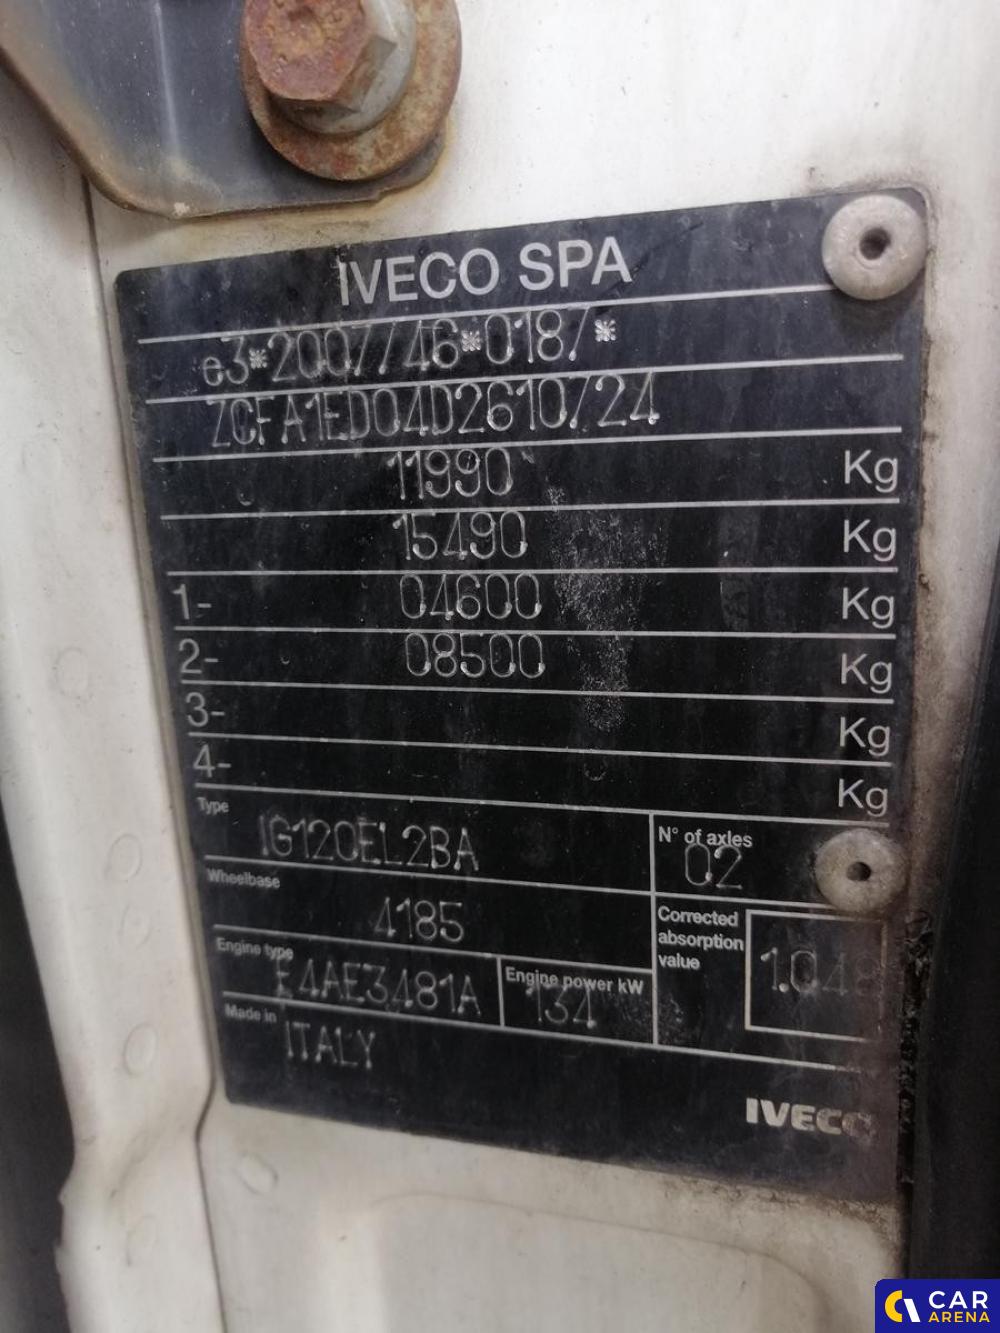 IVECO SPA
e3*2007/46*0187*
ZCFA1ED04D2610724
11990 Kg
15490 Kg
1- 04600 Kg
2- 08500 Kg
3- Kg
4- Kg
Type
IG120EL2BA
N° of axles
02
Wheelbase
4185
Corrected
absorption
value
1.048
Engine type
E4AE3481A
Engine power kW
134
Made in
ITALY
IVECO
CAR
ARENA